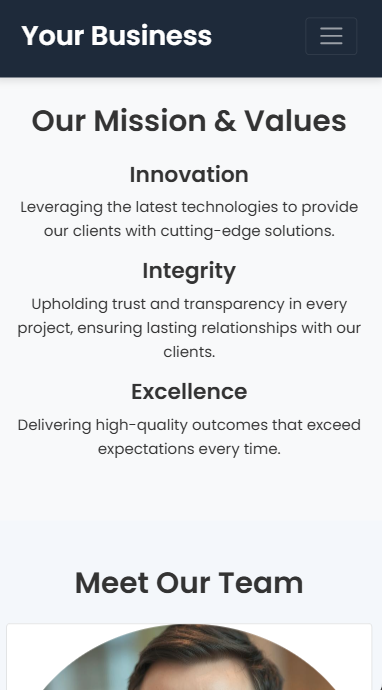 Your Business
Our Mission & Values
Innovation
Leveraging the latest technologies to provide
our clients with cutting-edge solutions.
Integrity
Upholding trust and transparency in every
project, ensuring lasting relationships with our
clients.
Excellence
Delivering high-quality outcomes that exceed
expectations every time.
Meet Our Team